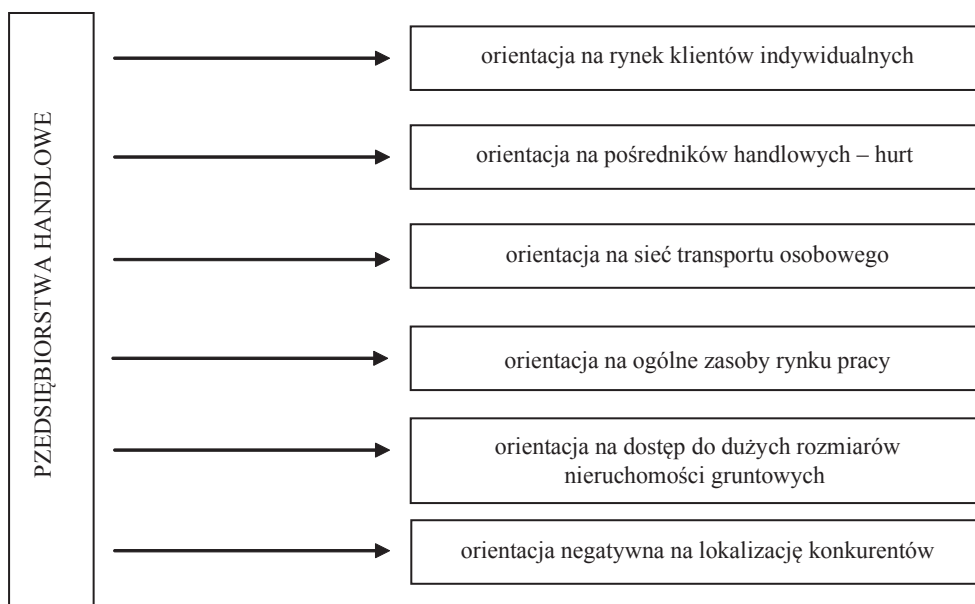 PZEDSIĘBIORSTWA HANDLOWE
orientacja na rynek klientów indywidualnych
orientacja na pośredników handlowych – hurt
orientacja na sieć transportu osobowego
orientacja na ogólne zasoby rynku pracy
orientacja na dostęp do dużych rozmiarów
nieruchomości gruntowych
orientacja negatywna na lokalizację konkurentów